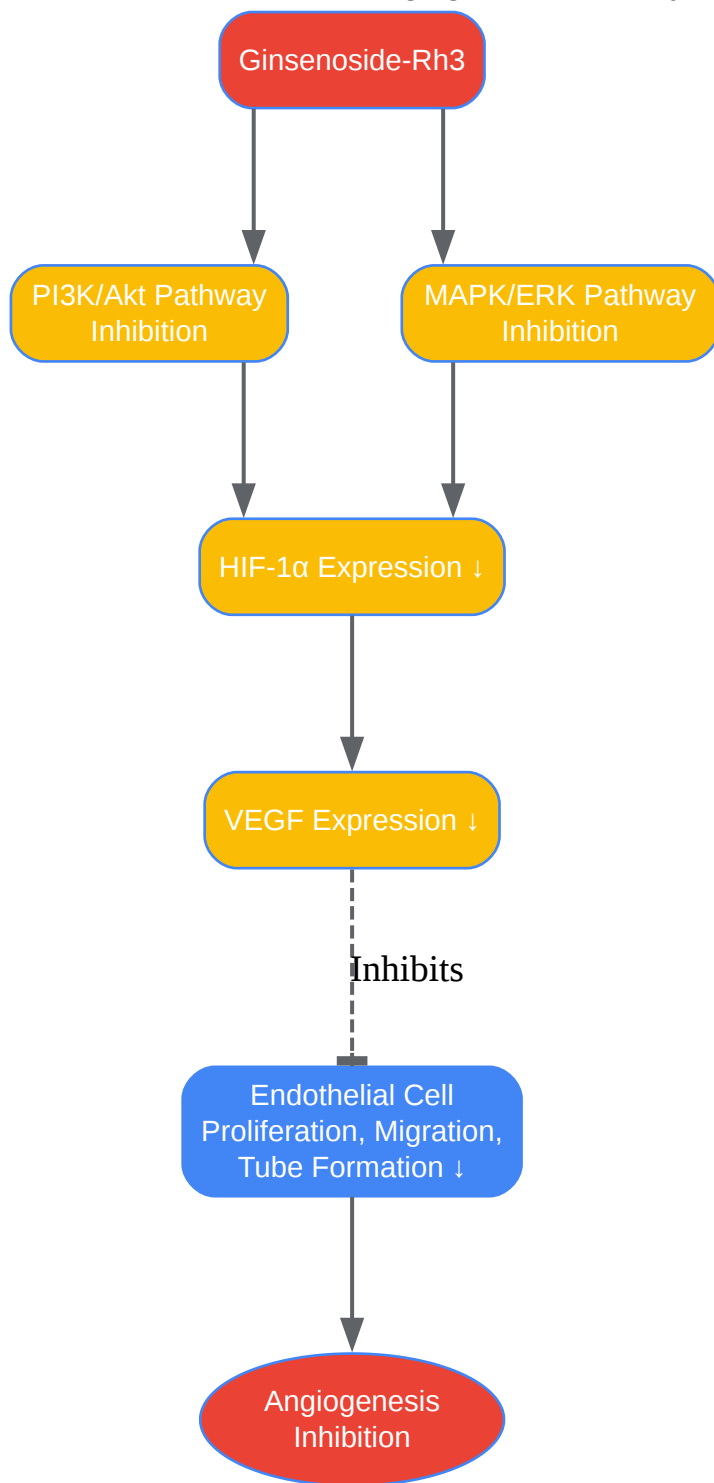 Ginsenoside-Rh3
PI3K/Akt Pathway
Inhibition
MAPK/ERK Pathway
Inhibition
HIF-1α Expression ↓
VEGF Expression ↓
Inhibits
Endothelial Cell
Proliferation, Migration,
Tube Formation ↓
Angiogenesis
Inhibition